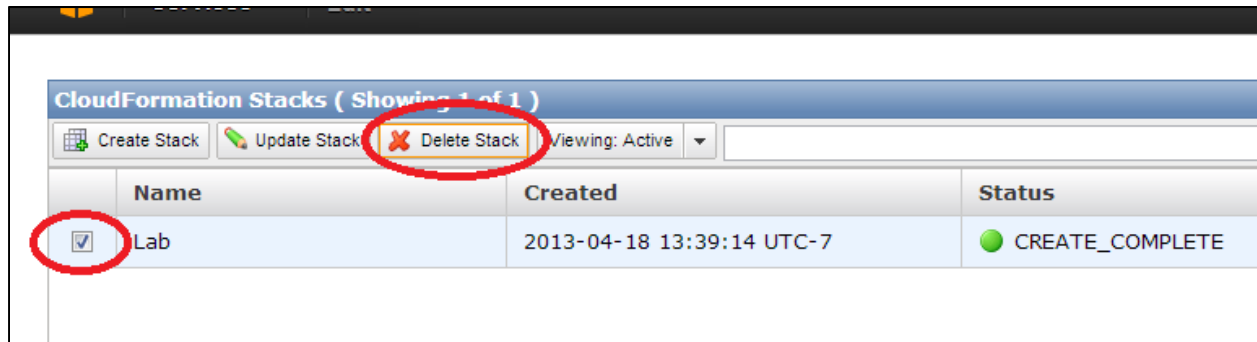 CloudFormation Stacks ( Showing 1 of 1 )
Create Stack Update Stack Delete Stack Viewing: Active
Name Created Status
Lab 2013-04-18 13:39:14 UTC-7 CREATE_COMPLETE